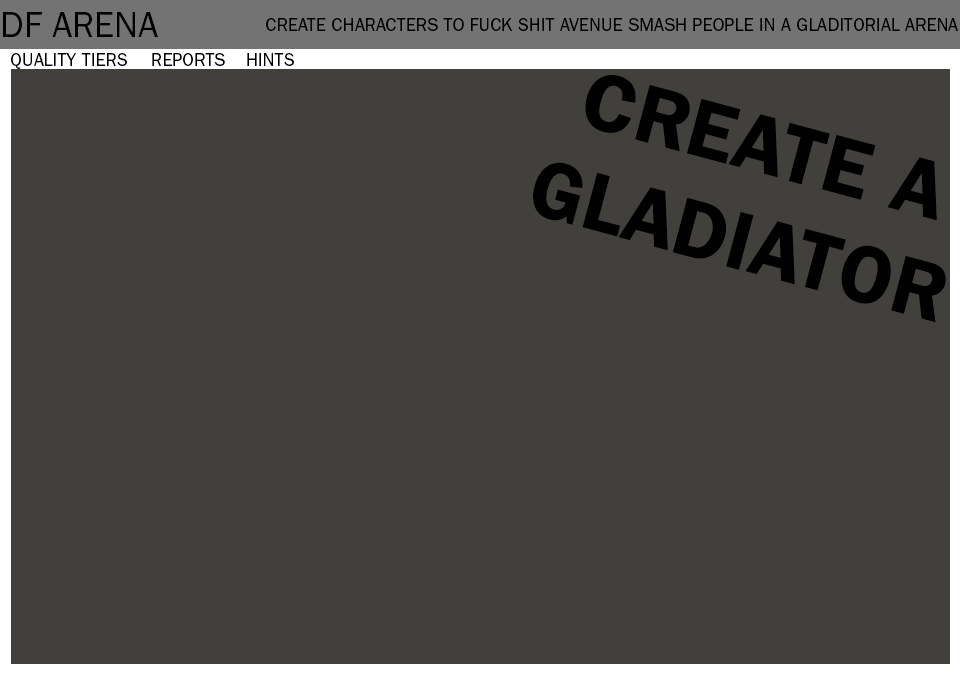 DF ARENA
CREATE CHARACTERS TO FUCK SHIT AVENUE SMASH PEOPLE IN A GLADITORIAL ARENA
QUALITY TIERS REPORTS HINTS
CREATE A
GLADIATOR